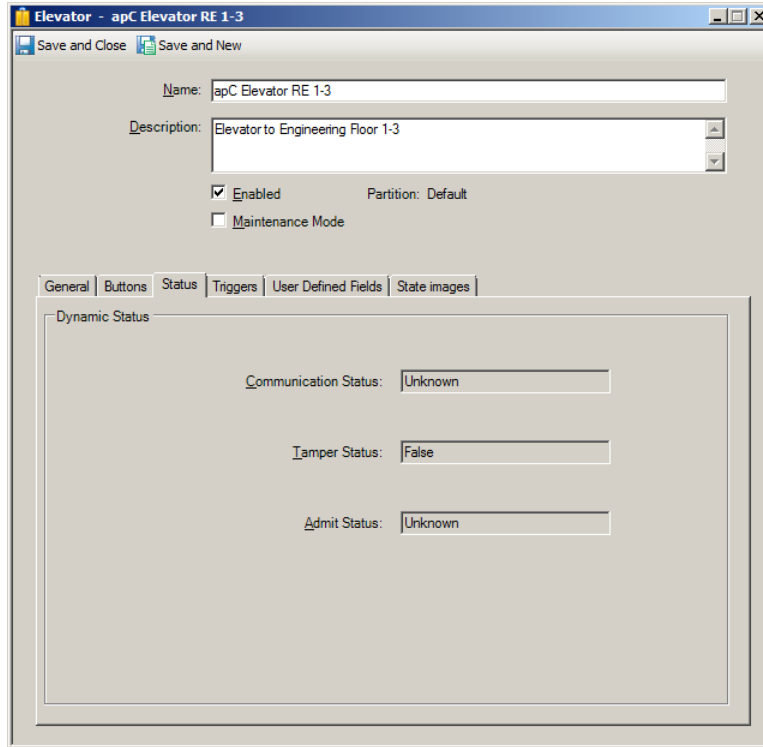 Elevator - apC Elevator RE 1-3
Save and Close Save and New
Name: apC Elevator RE 1-3
Description: Elevator to Engineering Floor 1-3
Enabled Partition: Default
Maintenance Mode
General Buttons Status Triggers User Defined Fields State images
Dynamic Status
Communication Status: Unknown
Tamper Status: False
Admit Status: Unknown